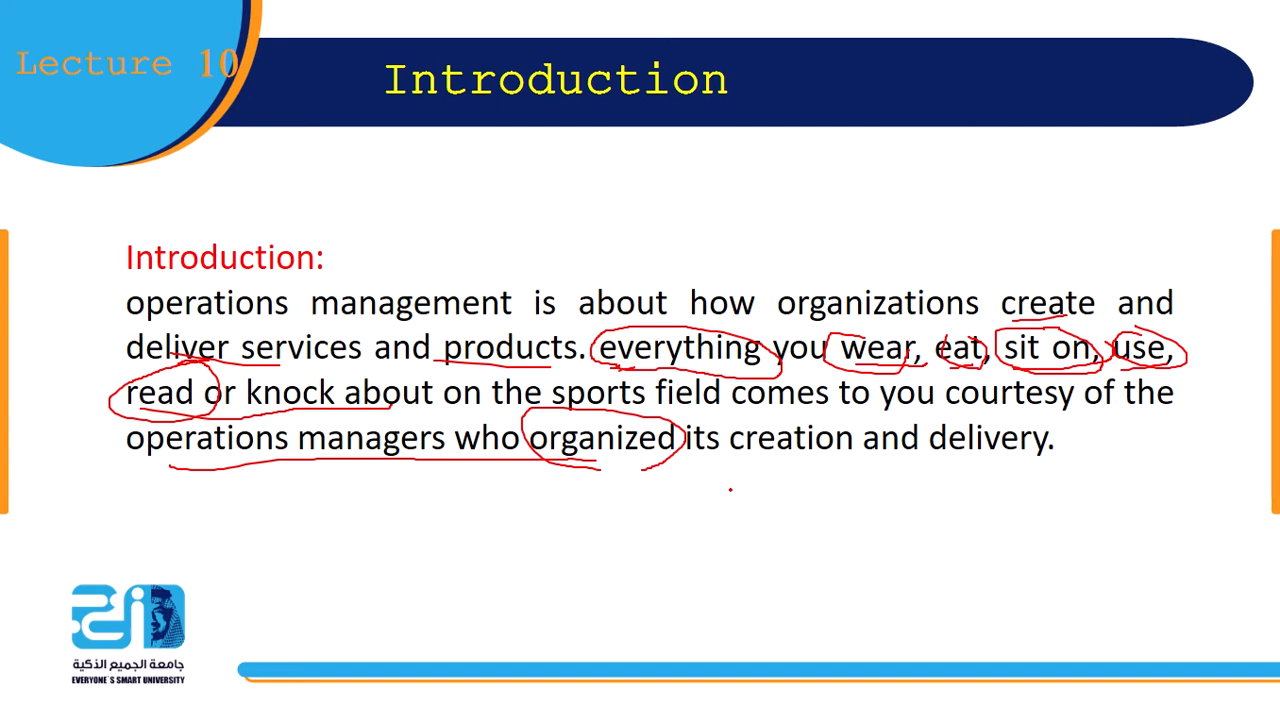 Lecture 10
Introduction
Introduction:
operations management is about how organizations create and
deliver services and products. everything you wear, eat, sit on, use,
read or knock about on the sports field comes to you courtesy of the
operations managers who organized its creation and delivery.
جامعة الجميع الذكية
EVERYONE`S SMART UNIVERSITY